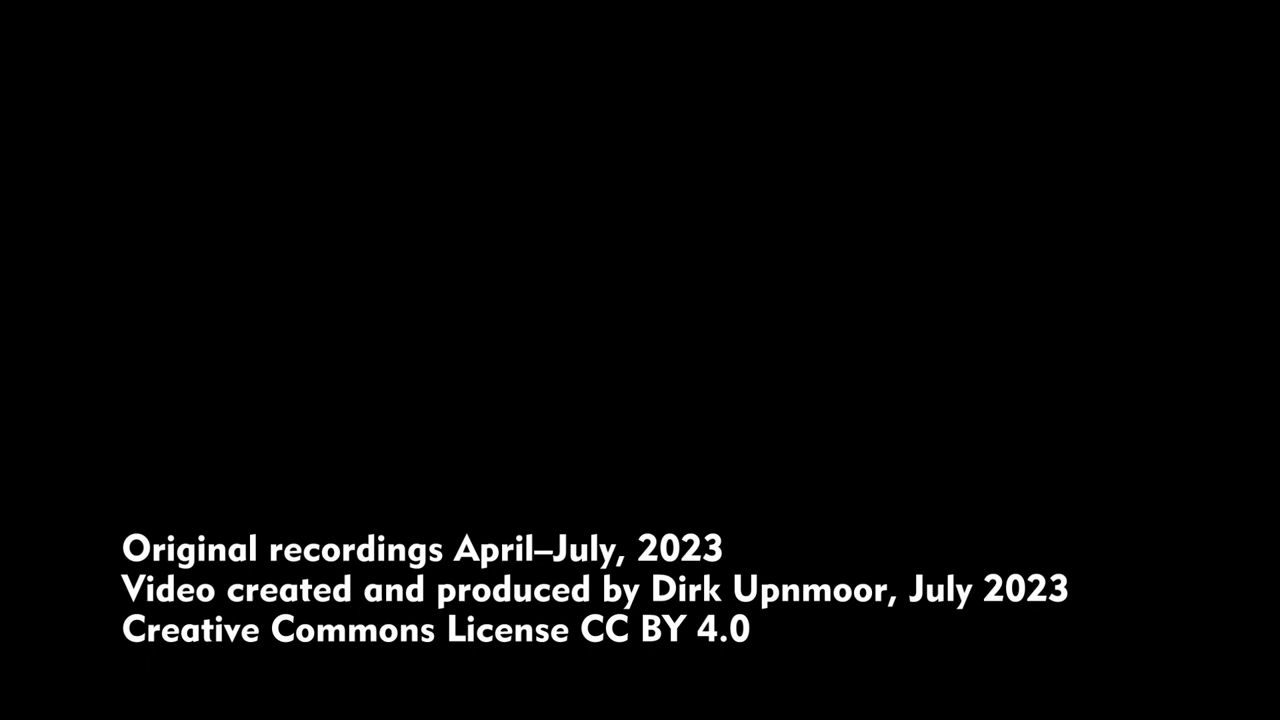 Original recordings April–July, 2023
Video created and produced by Dirk Upnmoor, July 2023
Creative Commons License CC BY 4.0